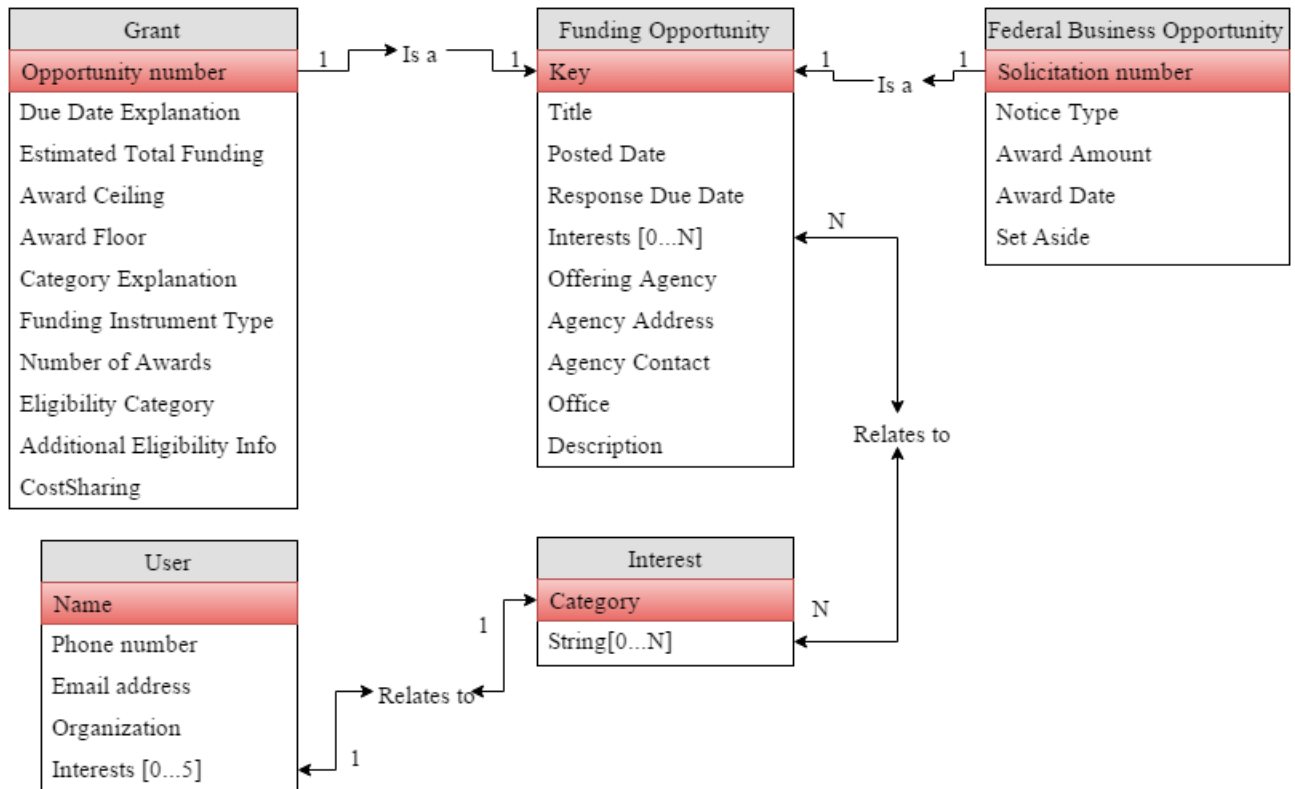 Grant
Opportunity number
Due Date Explanation
Estimated Total Funding
Award Ceiling
Award Floor
Category Explanation
Funding Instrument Type
Number of Awards
Eligibility Category
Additional Eligibility Info
CostSharing
1
Is a
1
Funding Opportunity
Key
Title
Posted Date
Response Due Date
Interests [0...N]
Offering Agency
Agency Address
Agency Contact
Office
Description
1
Is a
1
Federal Business Opportunity
Solicitation number
Notice Type
Award Amount
Award Date
Set Aside
N
Relates to
N
User
Name
Phone number
Email address
Organization
Interests [0...5]
1
Relates to
1
Interest
Category
String[0...N]